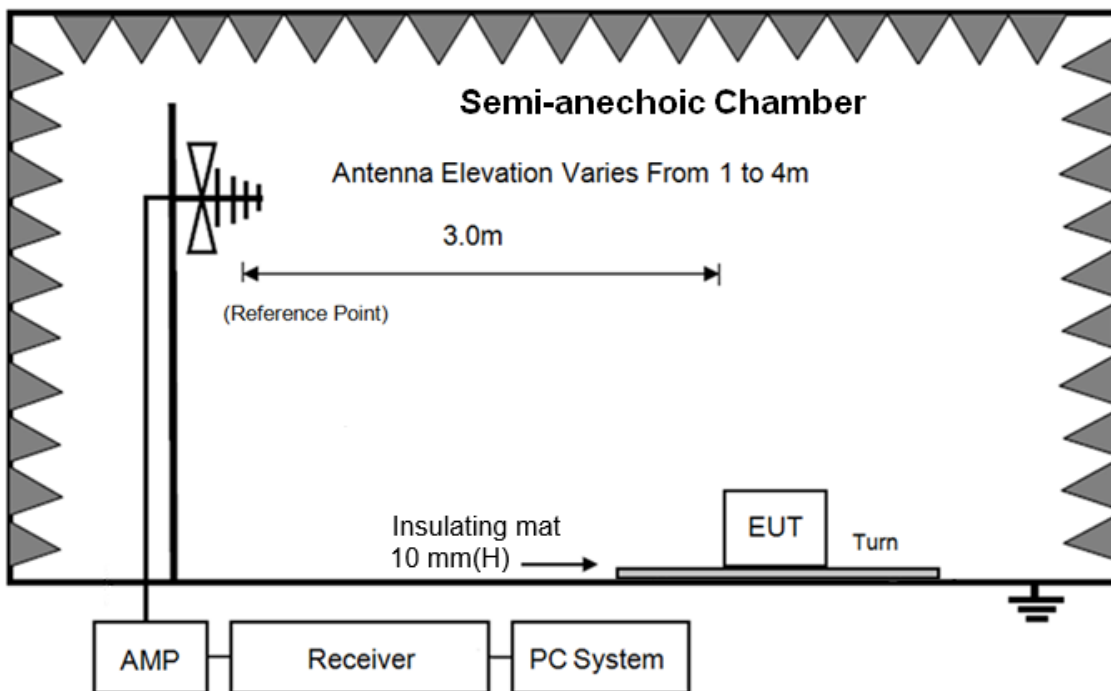 Semi-anechoic Chamber
Antenna Elevation Varies From 1 to 4m
3.0m
(Reference Point)
Insulating mat
10 mm(H)
EUT
Turn
AMP
Receiver
PC System